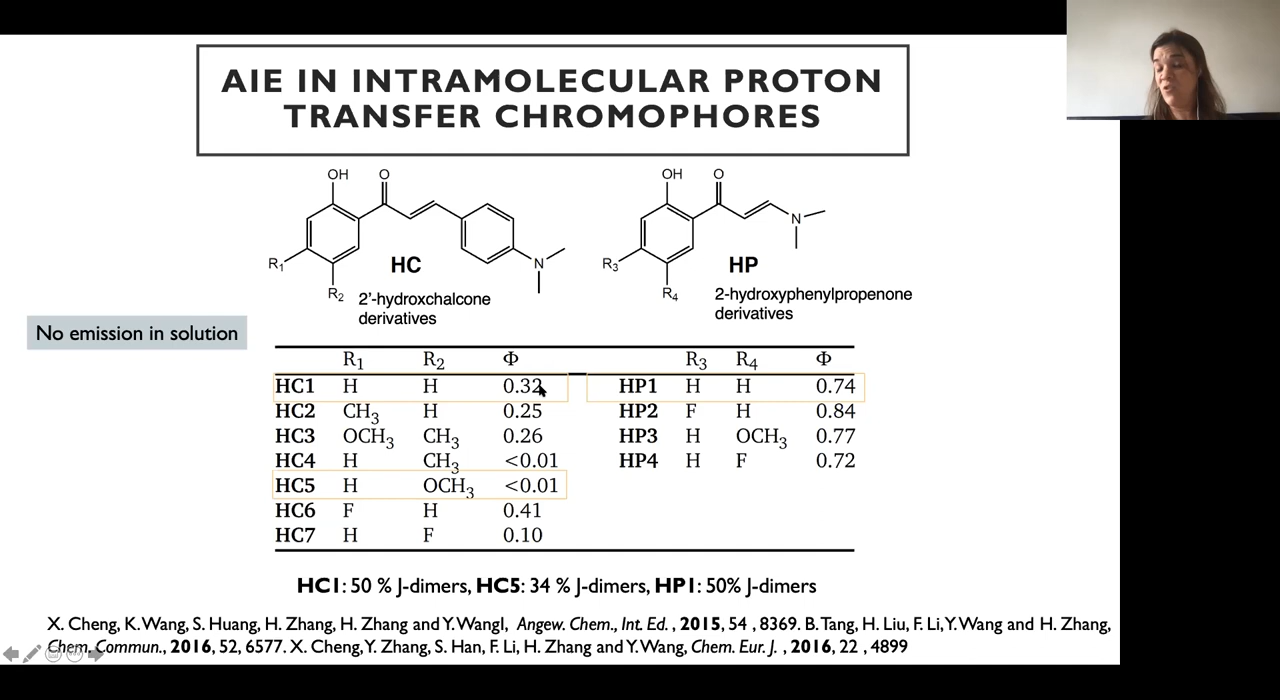 AIE IN INTRAMOLECULAR PROTON
TRANSFER CHROMOPHORES
OH O
R1
R2
N
HC
2'-hydroxchalcone
derivatives
OH O
R3
R4
N
HP
2-hydroxyphenylpropenone
derivatives
No emission in solution
R1 R2 Φ R3 R4 Φ
HC1 H H 0.32 HP1 H H 0.74
HC2 CH3 H 0.25 HP2 F H 0.84
HC3 OCH3 CH3 0.26 HP3 H OCH3 0.77
HC4 H CH3 <0.01 HP4 H F 0.72
HC5 H OCH3 <0.01
HC6 F H 0.41
HC7 H F 0.10
HC1: 50 % J-dimers, HC5: 34 % J-dimers, HP1: 50% J-dimers
X. Cheng, K. Wang, S. Huang, H. Zhang, H. Zhang and Y. WangI, Angew. Chem., Int. Ed. , 2015, 54 , 8369. B. Tang, H. Liu, F. Li, Y. Wang and H. Zhang,
Chem. Commun., 2016, 52, 6577. X. Cheng, Y. Zhang, S. Han, F. Li, H. Zhang and Y. Wang, Chem. Eur. J. , 2016, 22 , 4899